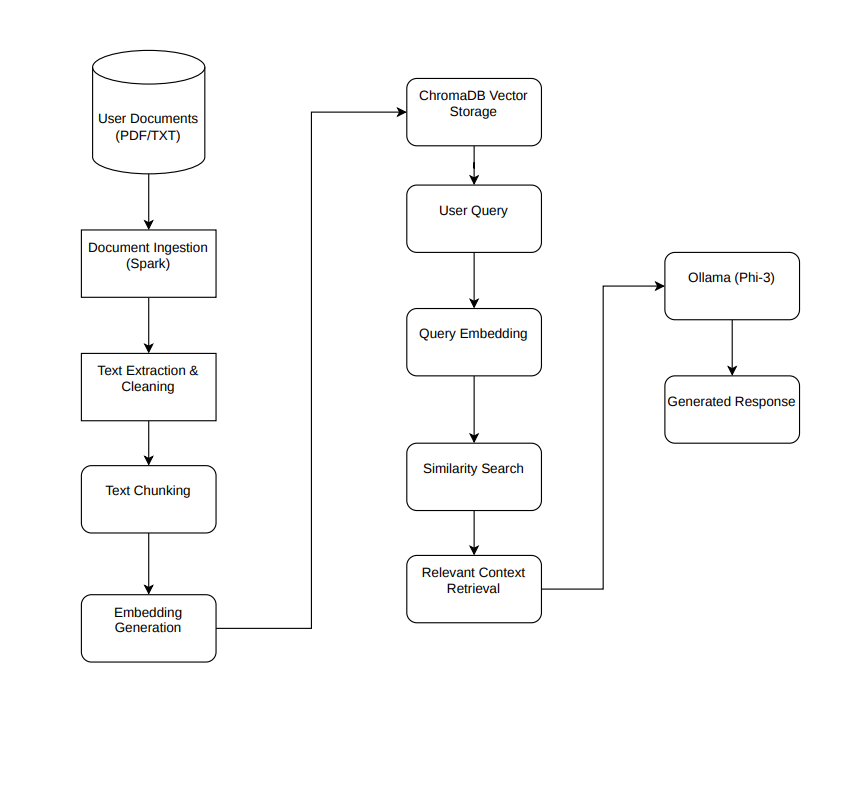 User Documents
(PDF/TXT)
Document Ingestion
(Spark)
Text Extraction &
Cleaning
Text Chunking
Embedding
Generation
ChromaDB Vector
Storage
User Query
Query Embedding
Similarity Search
Relevant Context
Retrieval
Ollama (Phi-3)
Generated Response